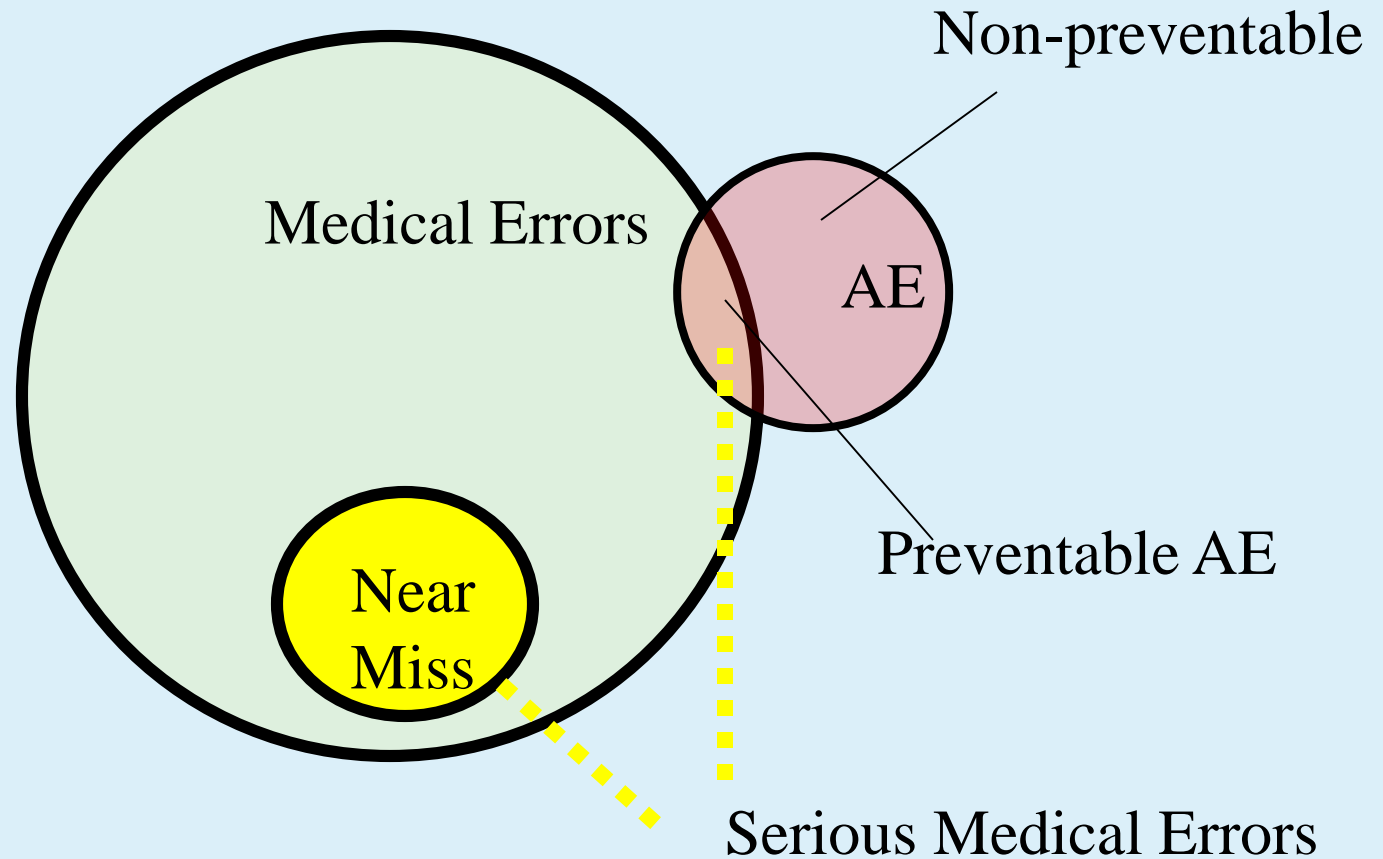 Non-preventable
Medical Errors
AE
Preventable AE
Near
Miss
Serious Medical Errors